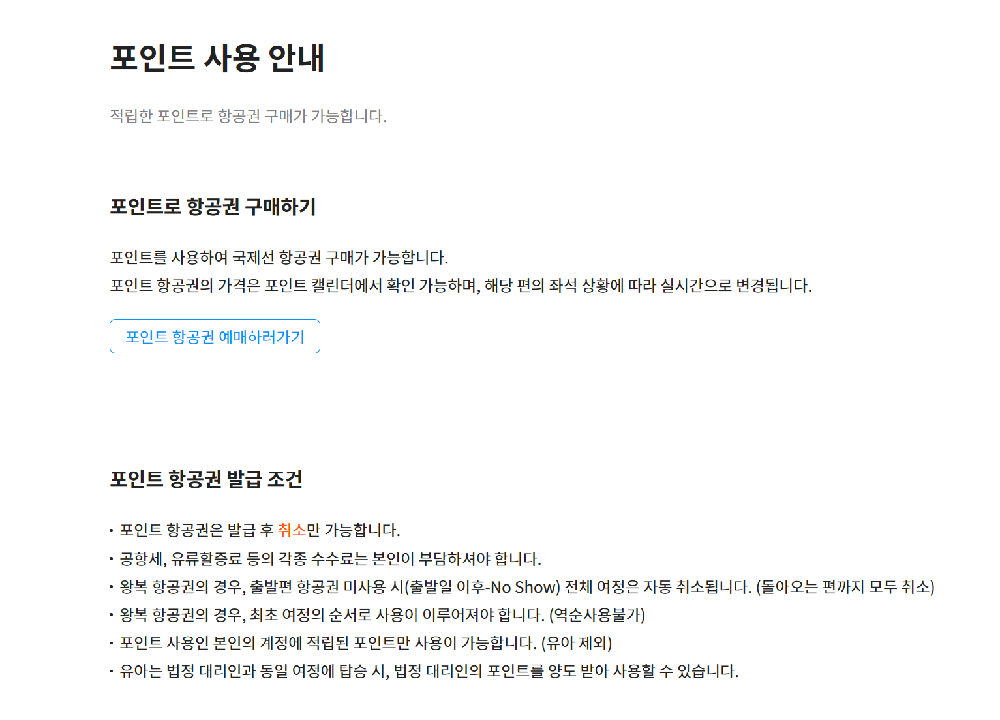 포인트 사용 안내
적립한 포인트로 항공권 구매가 가능합니다.
포인트로 항공권 구매하기
포인트를 사용하여 국제선 항공권 구매가 가능합니다.
포인트 항공권의 가격은 포인트 캘린더에서 확인 가능하며, 해당 편의 좌석 상황에 따라 실시간으로 변경됩니다.
포인트 항공권 예매하러가기
포인트 항공권 발급 조건
• 포인트 항공권은 발급 후 취소만 가능합니다.
• 공항세, 유류할증료 등의 각종 수수료는 본인이 부담하셔야 합니다.
• 왕복 항공권의 경우, 출발편 항공권 미사용 시(출발일 이후-No Show) 전체 여정은 자동 취소됩니다. (돌아오는 편까지 모두 취소)
• 왕복 항공권의 경우, 최초 여정의 순서로 사용이 이루어져야 합니다. (역순사용불가)
• 포인트 사용인 본인의 계정에 적립된 포인트만 사용이 가능합니다. (유아 제외)
• 유아는 법정 대리인과 동일 여정에 탑승 시, 법정 대리인의 포인트를 양도 받아 사용할 수 있습니다.